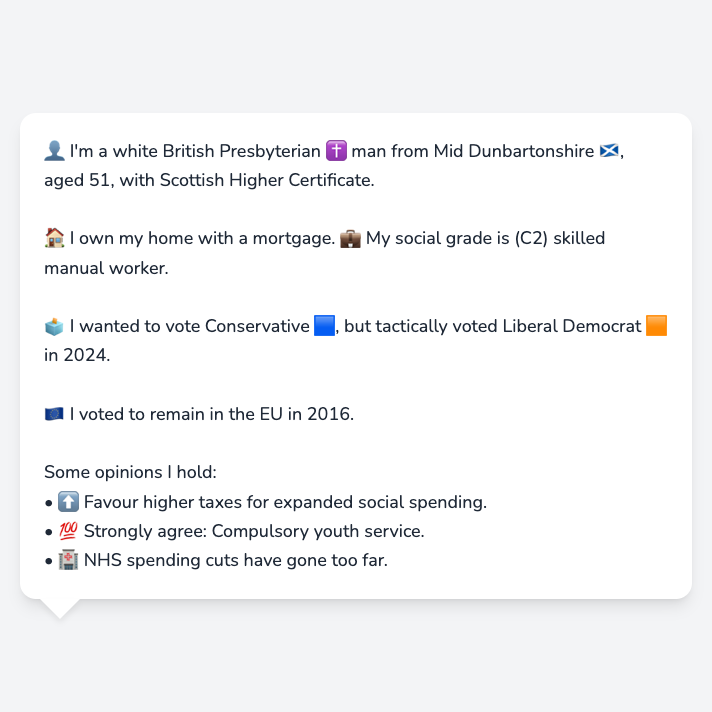 👤 I'm a white British Presbyterian ✝️ man from Mid Dunbartonshire 🏴󠁧󠁢󠁳󠁣󠁴󠁿,
aged 51, with Scottish Higher Certificate.
🏠 I own my home with a mortgage. 💼 My social grade is (C2) skilled
manual worker.
🗳️ I wanted to vote Conservative 🟦, but tactically voted Liberal Democrat 🟧
in 2024.
🇪🇺 I voted to remain in the EU in 2016.
Some opinions I hold:
• ⬆️ Favour higher taxes for expanded social spending.
• 💯 Strongly agree: Compulsory youth service.
• 🏥 NHS spending cuts have gone too far.